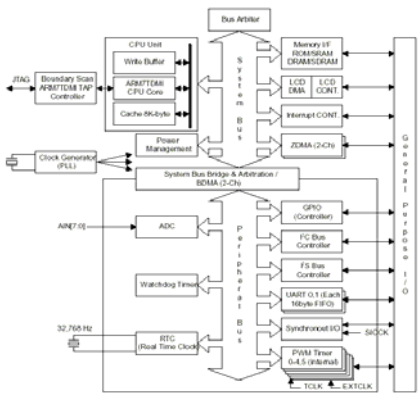 Bus Arbiter
CPU Unit
Write Buffer
ARM7TDMI
CPU Core
Cache 8K-byte
JTAG
Boundary Scan
ARM7TDMI TAP
Controller
System Bus
Memory I/F
ROM/SRAM
DRAM/SDRAM
LCD
DMA
LCD
CONT.
Interrupt CONT.
ZDMA (2-Ch)
Power
Management
Clock Generator
(PLL)
System Bus Bridge & Arbitration /
BDMA (2-Ch)
General Purpose I/O
AIN[7:0]
ADC
Peripheral Bus
GPIO
(Controller)
Bus
Controller
Bus
Controller
Watchdog Timer
UART 0,1 (Each
16byte FIFO)
32,768 Hz
RTC
(Real Time Clock)
I/O
SIOCK
PWM Timer
0-4,5 (internal)
TCLK
EXTCLK